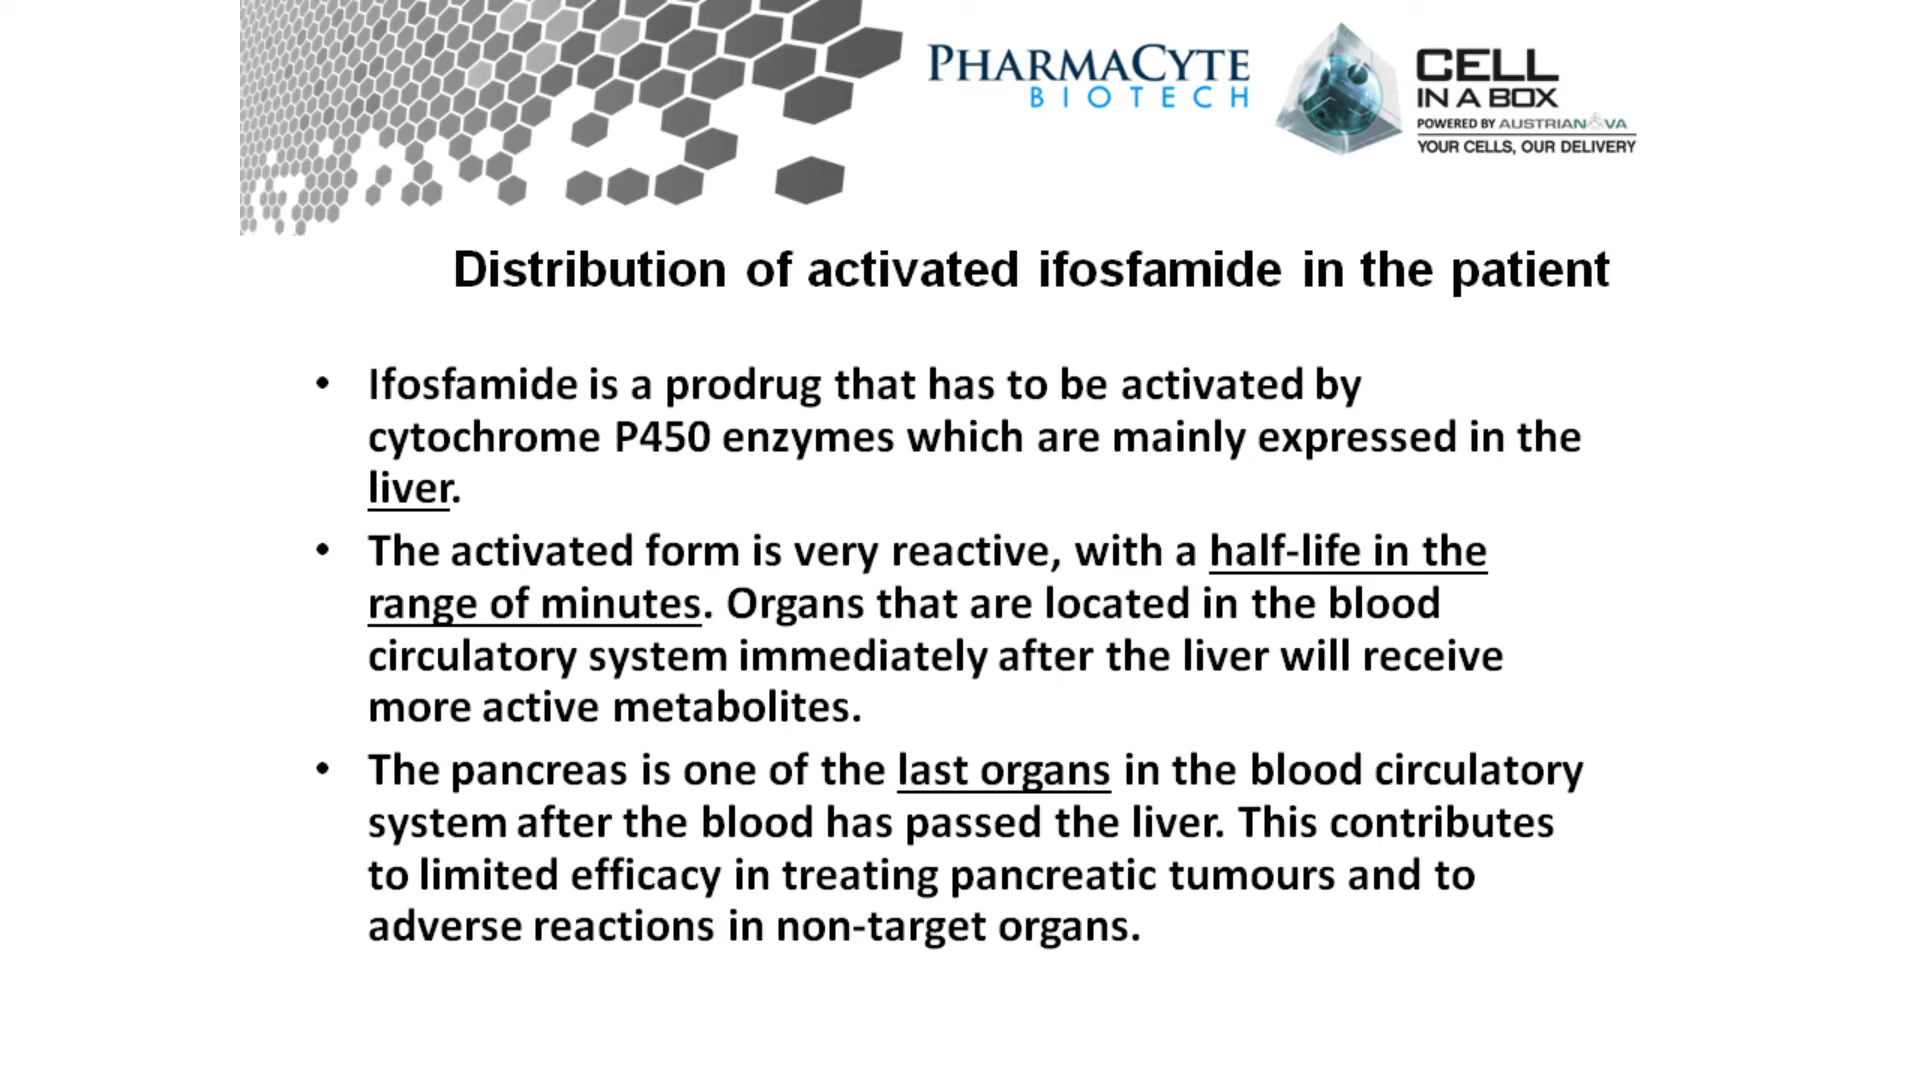 PHARMACYTE
BIOTECH
CELL
IN A BOX
POWERED BY AUSTRIANOVA
YOUR CELLS, OUR DELIVERY
Distribution of activated ifosfamide in the patient
• Ifosfamide is a prodrug that has to be activated by
cytochrome P450 enzymes which are mainly expressed in the
liver.
• The activated form is very reactive, with a half-life in the
range of minutes. Organs that are located in the blood
circulatory system immediately after the liver will receive
more active metabolites.
• The pancreas is one of the last organs in the blood circulatory
system after the blood has passed the liver. This contributes
to limited efficacy in treating pancreatic tumours and to
adverse reactions in non-target organs.